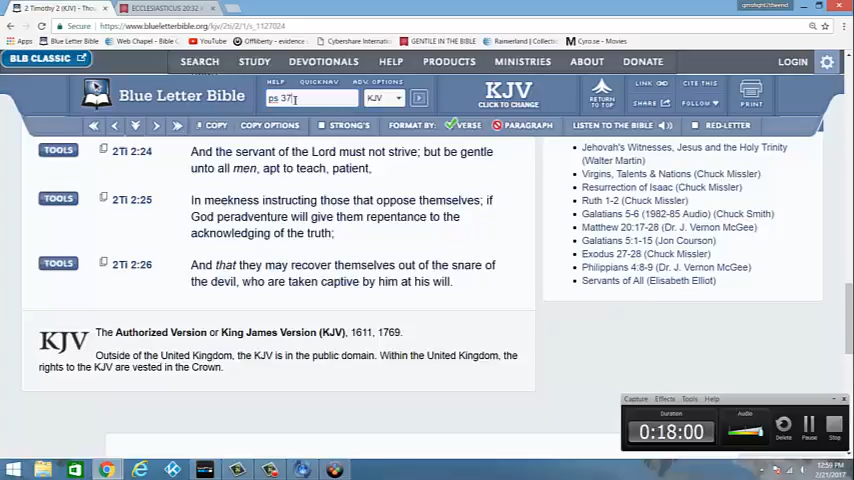 2 Timothy 2 (KJV) - Thou
ECCLESIASTICUS 20:32
Secure
https://www.blueletterbible.org/kjv/2ti/2/1/s_1127024
Apps
Blue Letter Bible
Web Chapel - Bible C
YouTube
Offliberty - evidence
Cybershare Internati
GENTILE IN THE BIBLE
Rainierland | Connect
Cyro.se - Movies
BLB CLASSIC
SEARCH
STUDY
DEVOTIONALS
HELP
PRODUCTS
MINISTRIES
ABOUT
DONATE
LOGIN
Blue Letter Bible
HELP
QUICKNAV
ADV. OPTIONS
ps 37
KJV
KJV
CLICK TO CHANGE
RETURN
TO TOP
LINK
CITE THIS
SHARE
FOLLOW
PRINT
COPY
COPY OPTIONS
STRONG'S
FORMAT BY:
VERSE
PARAGRAPH
LISTEN TO THE BIBLE
RED-LETTER
TOOLS
2Ti 2:24
And the servant of the Lord must not strive; but be gentle
unto all men, apt to teach, patient,
TOOLS
2Ti 2:25
In meekness instructing those that oppose themselves; if
God peradventure will give them repentance to the
acknowledging of the truth;
TOOLS
2Ti 2:26
And that they may recover themselves out of the snare of
the devil, who are taken captive by him at his will.
Jehovah's Witnesses, Jesus and the Holy Trinity
(Walter Martin)
Virgins, Talents & Nations (Chuck Missler)
Resurrection of Isaac (Chuck Missler)
Ruth 1-2 (Chuck Missler)
Galatians 5-6 (1982-85 Audio) (Chuck Smith)
Matthew 20:17-28 (Dr. J. Vernon McGee)
Galatians 5:1-15 (Jon Courson)
Exodus 27-28 (Chuck Missler)
Philippians 4:8-9 (Dr. J. Vernon McGee)
Servants of All (Elisabeth Elliot)
KJV
The Authorized Version or King James Version (KJV), 1611, 1769.
Outside of the United Kingdom, the KJV is in the public domain. Within the United Kingdom, the
rights to the KJV are vested in the Crown.
Capture
Effects
Tools
Help
Duration
0:18:00
Audio
Delete
Pause
Stop
12:59 PM
7/21/2017